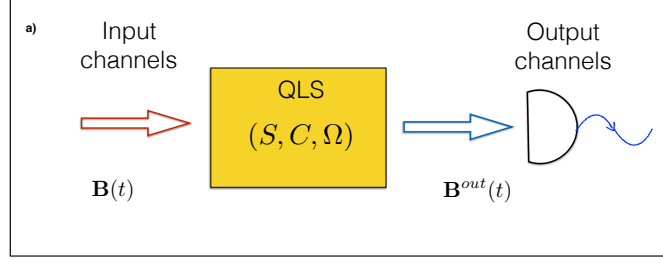 a)
Input
channels
QLS
(S, C, Ω)
Output
channels
B(t)
B^{out}(t)